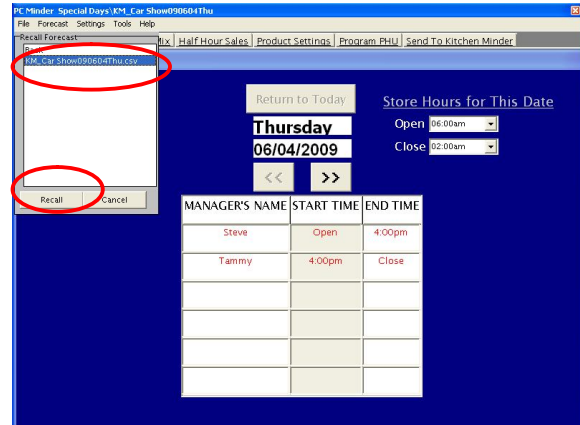 PC Minder Special Days\KM_Car Show090604Thu
File Forecast Settings Tools Help
Recall Forecast
Mix Half Hour Sales Product Settings Program PHU Send To Kitchen Minder
KM_Car Show090604Thu.csv
Return to Today
Store Hours for This Date
Thursday
Open 06:00am
06/04/2009
Close 02:00am
<< >>
Recall Cancel
MANAGER'S NAME START TIME END TIME
Steve Open 4:00pm
Tammy 4:00pm Close